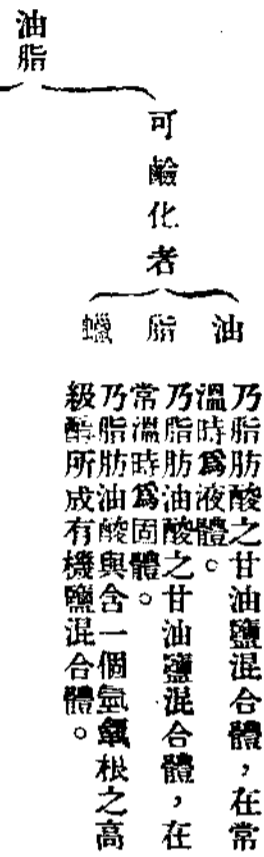 油脂
可鹼化者
油
脂
蠟
乃脂肪酸之甘油鹽混合體，在常
溫時爲液體。
乃脂肪油酸之甘油鹽混合體，在
常溫時爲固體。
乃脂肪油酸與含一個氫氧根之高
級醇所成有機鹽混合體。